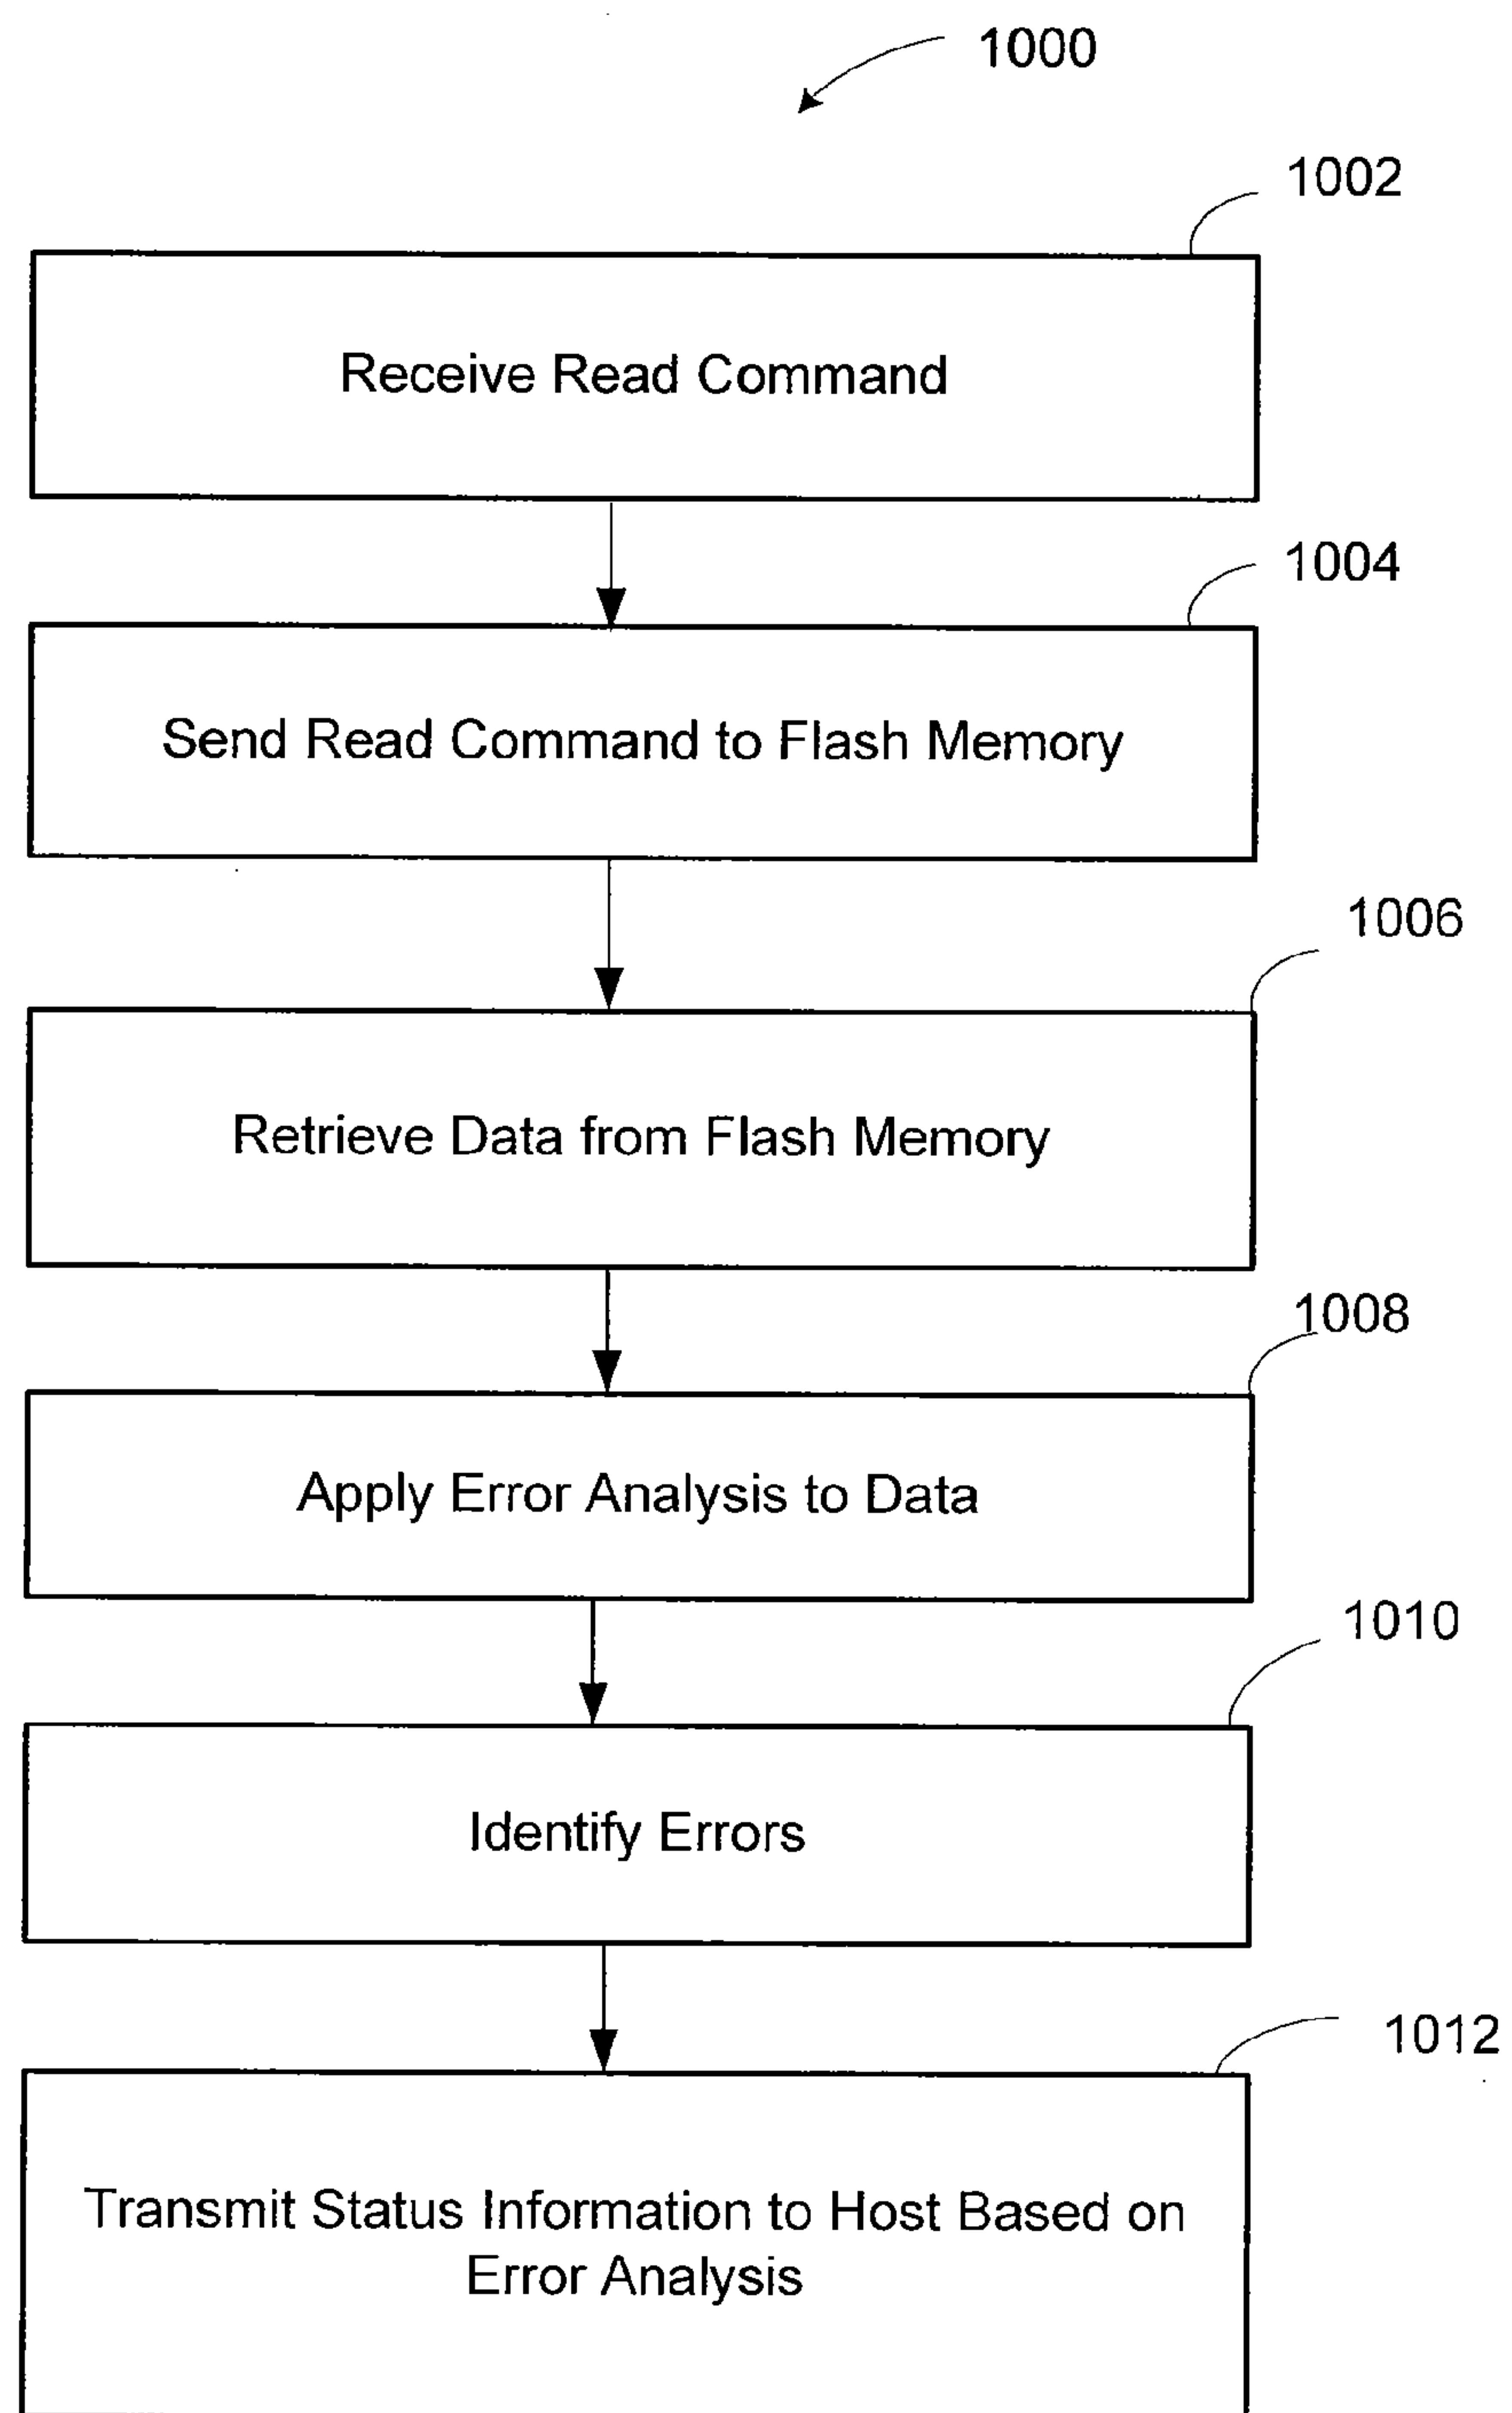 1000
1002
Receive Read Command
1004
Send Read Command to Flash Memory
1006
Retrieve Data from Flash Memory
1008
Apply Error Analysis to Data
1010
Identify Errors
1012
Transmit Status Information to Host Based on
Error Analysis